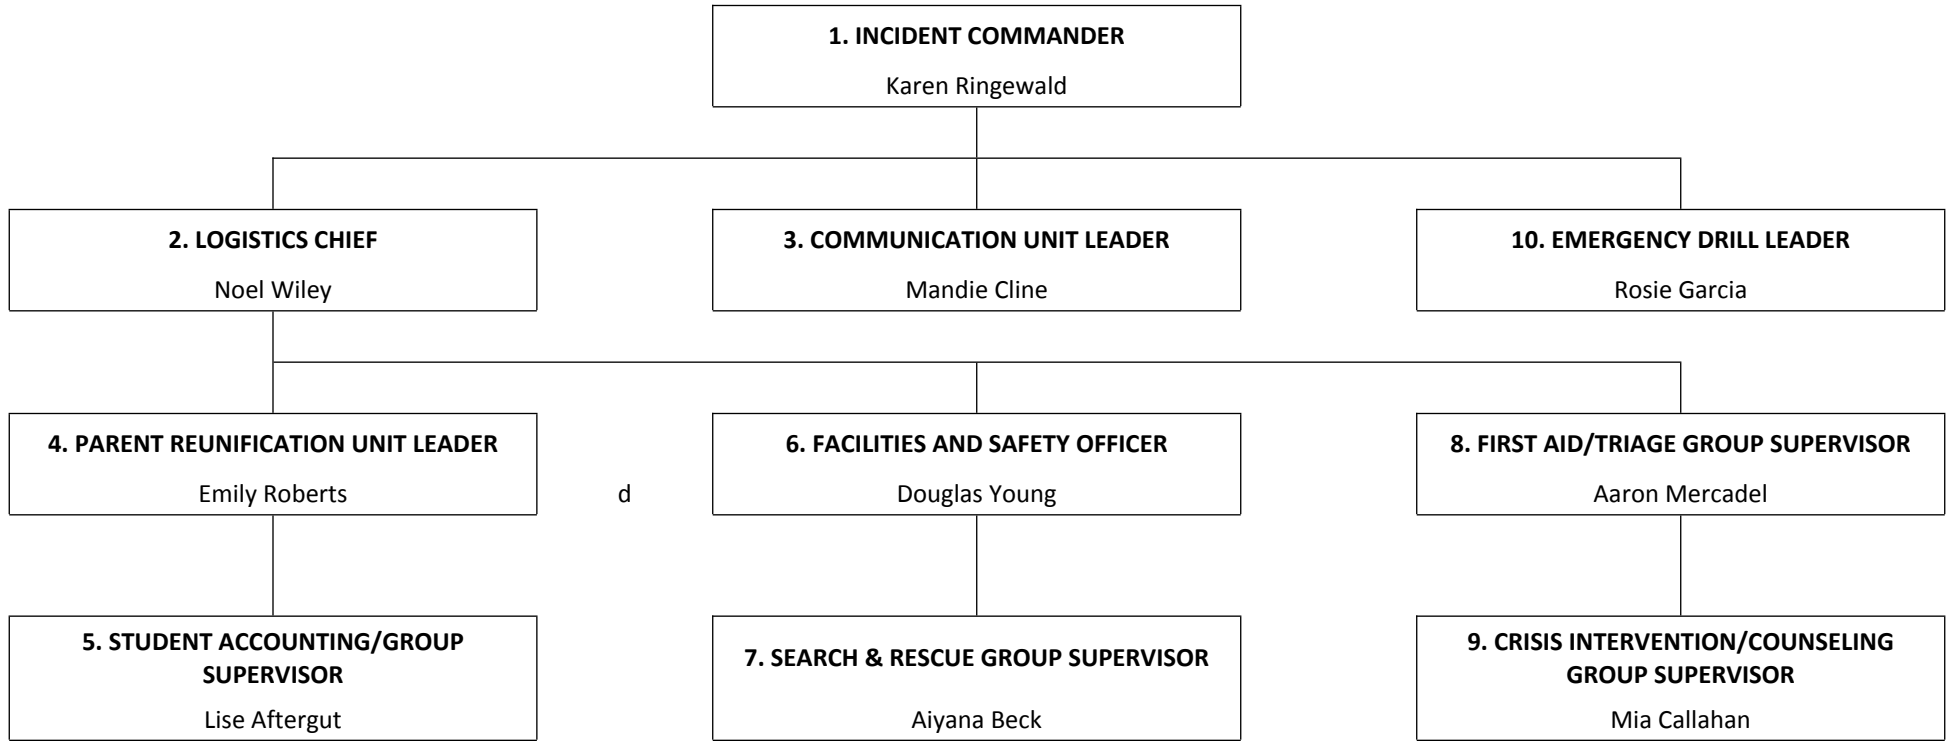 1. INCIDENT COMMANDER
Karen Ringewald
2. LOGISTICS CHIEF
Noel Wiley
3. COMMUNICATION UNIT LEADER
Mandie Cline
10. EMERGENCY DRILL LEADER
Rosie Garcia
4. PARENT REUNIFICATION UNIT LEADER
Emily Roberts
d
6. FACILITIES AND SAFETY OFFICER
Douglas Young
8. FIRST AID/TRIAGE GROUP SUPERVISOR
Aaron Mercadel
5. STUDENT ACCOUNTING/GROUP
SUPERVISOR
Lise Aftergut
7. SEARCH & RESCUE GROUP SUPERVISOR
Aiyana Beck
9. CRISIS INTERVENTION/COUNSELING
GROUP SUPERVISOR
Mia Callahan